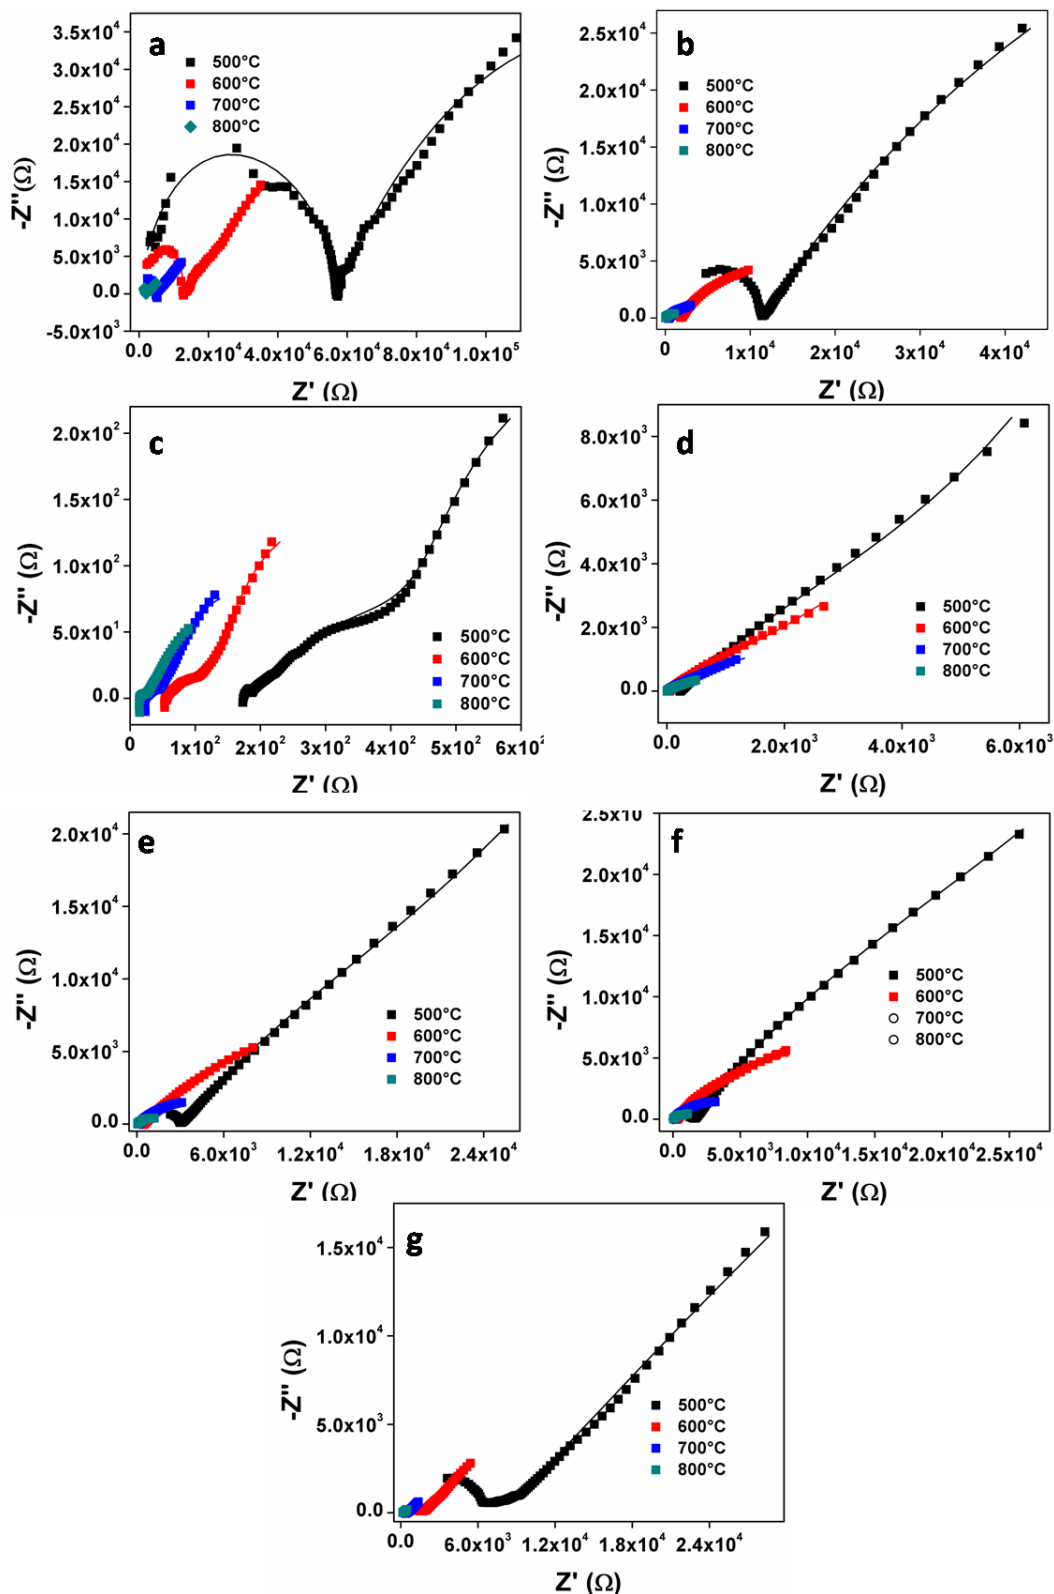 a
3.5x10⁴
3.0x10⁴
2.5x10⁴
2.0x10⁴
1.5x10⁴
1.0x10⁴
5.0x10³
0.0
-5.0x10³
-Z''(Ω)
500°C
600°C
700°C
800°C
0.0
2.0x10⁴
4.0x10⁴
6.0x10⁴
8.0x10⁴
1.0x10⁵
Z' (Ω)
b
2.5x10⁴
2.0x10⁴
1.5x10⁴
1.0x10⁴
5.0x10³
0.0
-Z'' (Ω)
500°C
600°C
700°C
800°C
0
1x10⁴
2x10⁴
3x10⁴
4x10⁴
Z' (Ω)
c
2.0x10²
1.5x10²
1.0x10²
5.0x10¹
0.0
-Z'' (Ω)
500°C
600°C
700°C
800°C
0
1x10²
2x10²
3x10²
4x10²
5x10²
6x10²
Z' (Ω)
d
8.0x10³
6.0x10³
4.0x10³
2.0x10³
0.0
-Z'' (Ω)
500°C
600°C
700°C
800°C
0.0
2.0x10³
4.0x10³
6.0x10³
Z' (Ω)
e
2.0x10⁴
1.5x10⁴
1.0x10⁴
5.0x10³
0.0
-Z'' (Ω)
500°C
600°C
700°C
800°C
0.0
6.0x10³
1.2x10⁴
1.8x10⁴
2.4x10⁴
Z' (Ω)
f
2.5x10
2.0x10⁴
1.5x10⁴
1.0x10⁴
5.0x10³
0.0
-Z'' (Ω)
500°C
600°C
700°C
800°C
0.0
5.0x10³
1.0x10⁴
1.5x10⁴
2.0x10⁴
2.5x10⁴
Z' (Ω)
g
1.5x10⁴
1.0x10⁴
5.0x10³
0.0
-Z'' (Ω)
500°C
600°C
700°C
800°C
0.0
6.0x10³
1.2x10⁴
1.8x10⁴
2.4x10⁴
Z' (Ω)